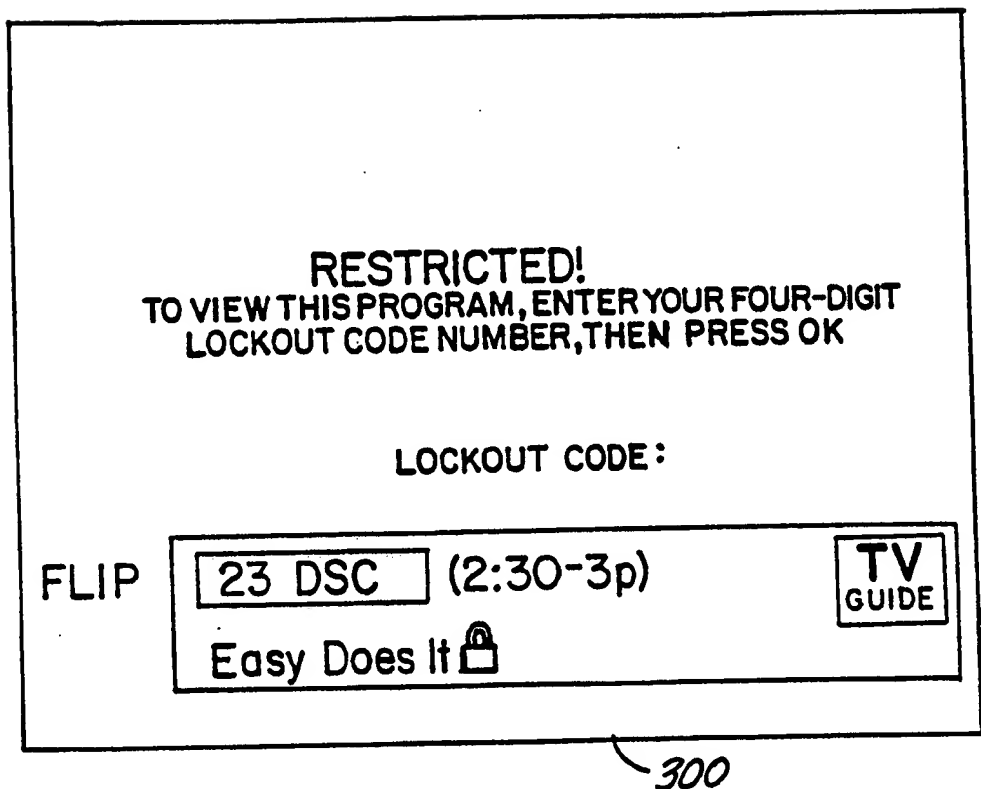 RESTRICTED!
TO VIEW THIS PROGRAM, ENTER YOUR FOUR-DIGIT
LOCKOUT CODE NUMBER, THEN PRESS OK
LOCKOUT CODE:
FLIP
23 DSC (2:30-3p)
TV
GUIDE
Easy Does It
300